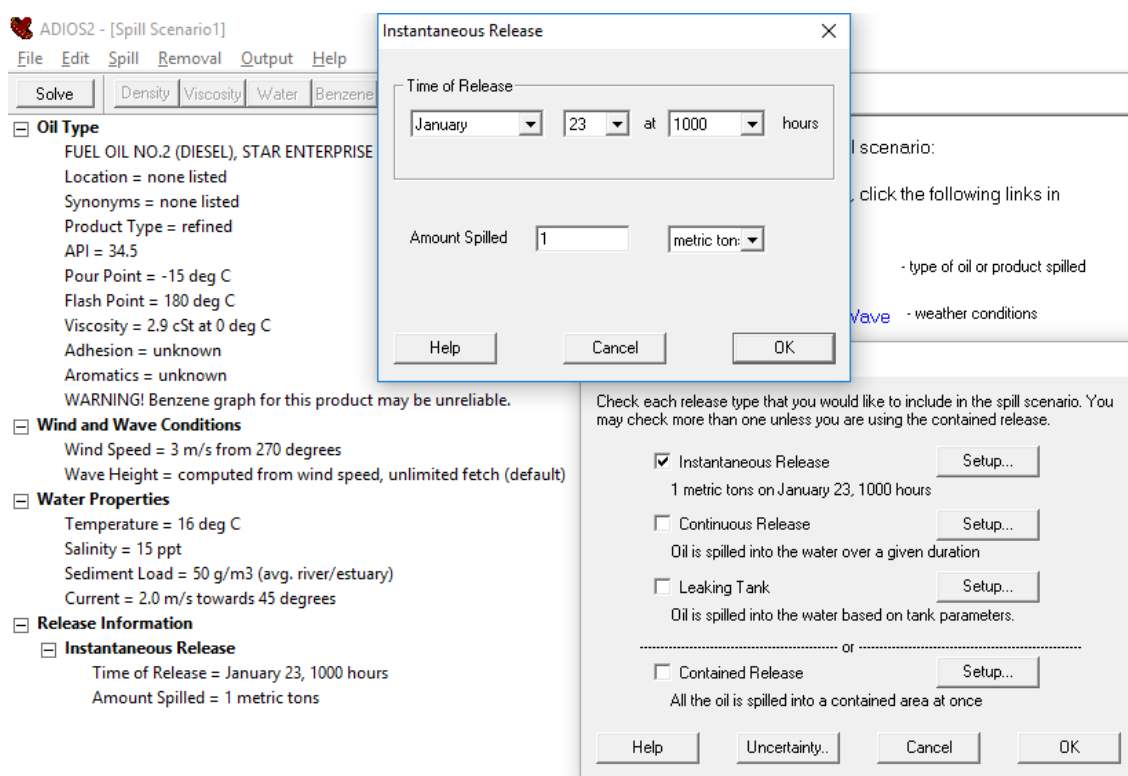 ADIOS2 - [Spill Scenario1]
File Edit Spill Removal Output Help
Solve Density Viscosity Water Benzene
Oil Type
FUEL OIL NO.2 (DIESEL), STAR ENTERPRISE
Location = none listed
Synonyms = none listed
Product Type = refined
API = 34.5
Pour Point = -15 deg C
Flash Point = 180 deg C
Viscosity = 2.9 cSt at 0 deg C
Adhesion = unknown
Aromatics = unknown
WARNING! Benzene graph for this product may be unreliable.
Wind and Wave Conditions
Wind Speed = 3 m/s from 270 degrees
Wave Height = computed from wind speed, unlimited fetch (default)
Water Properties
Temperature = 16 deg C
Salinity = 15 ppt
Sediment Load = 50 g/m3 (avg. river/estuary)
Current = 2.0 m/s towards 45 degrees
Release Information
Instantaneous Release
Time of Release = January 23, 1000 hours
Amount Spilled = 1 metric tons
Instantaneous Release
Time of Release
January 23 at 1000 hours
Amount Spilled 1 metric ton
Help Cancel OK
l scenario:
, click the following links in
- type of oil or product spilled
Wave - weather conditions
Check each release type that you would like to include in the spill scenario. You
may check more than one unless you are using the contained release.
Instantaneous Release Setup...
1 metric tons on January 23, 1000 hours
Continuous Release Setup...
Oil is spilled into the water over a given duration
Leaking Tank Setup...
Oil is spilled into the water based on tank parameters.
or
Contained Release Setup...
All the oil is spilled into a contained area at once
Help Uncertainty.. Cancel OK